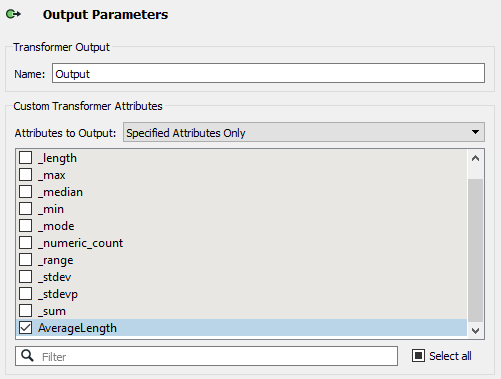 Output Parameters
Transformer Output
Name: Output
Custom Transformer Attributes
Attributes to Output: Specified Attributes Only
_length
_max
_median
_min
_mode
_numeric_count
_range
_stdev
_stdevp
_sum
AverageLength
Filter Select all